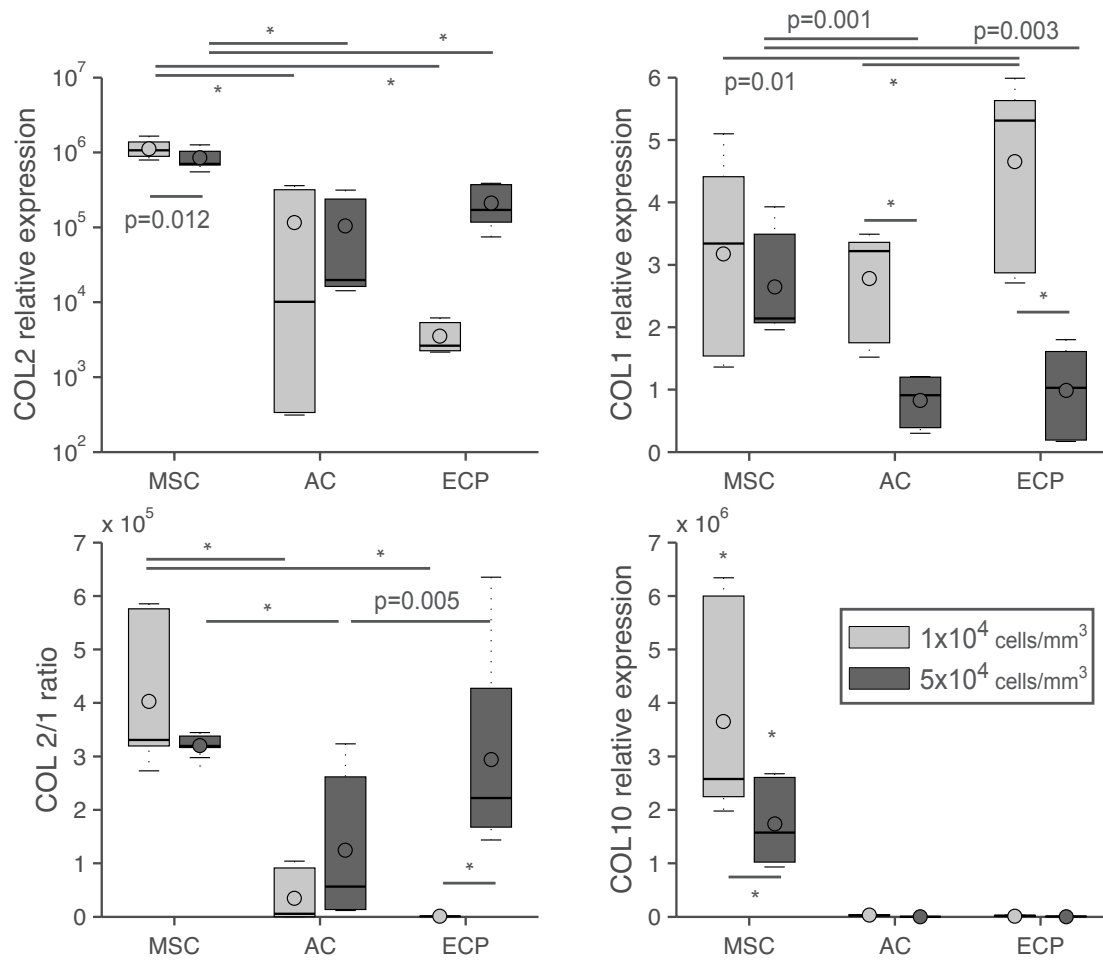 * *
* *
10^7
10^6
10^5
10^4
10^3
10^2
COL2 relative expression
p=0.012
MSC AC ECP
p=0.001
p=0.003
p=0.01 *
6
5
4
3
2
1
0
COL1 relative expression
*
*
MSC AC ECP
x 10^5
7
6
5
4
3
2
1
0
COL 2/1 ratio
* *
* p=0.005
*
MSC AC ECP
x 10^6
7
6
5
4
3
2
1
0
COL10 relative expression
*
*
*
1x10^4 cells/mm^3
5x10^4 cells/mm^3
MSC AC ECP